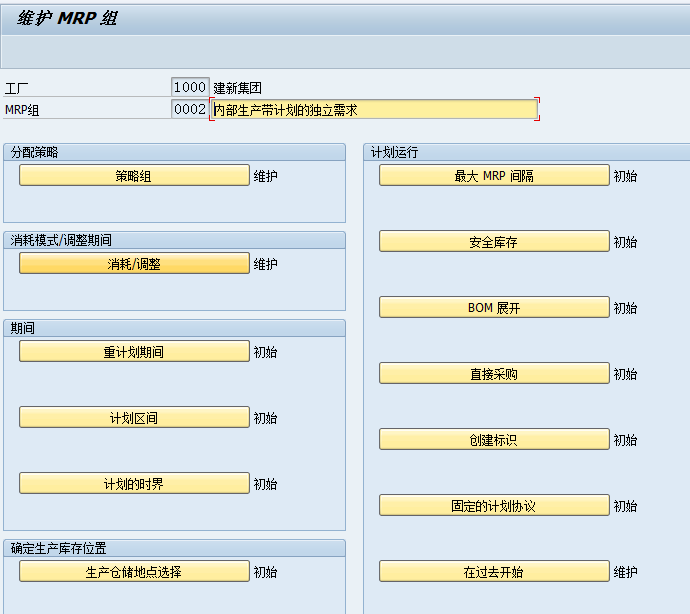 维护 MRP 组
工厂 1000 建新集团
MRP组 0002 内部生产带计划的独立需求
分配策略
策略组 维护
消耗模式/调整期间
消耗/调整 维护
期间
重计划期间 初始
计划区间 初始
计划的时界 初始
确定生产库存位置
生产仓储地点选择 初始
计划运行
最大 MRP 间隔 初始
安全库存 初始
BOM 展开 初始
直接采购 初始
创建标识 初始
固定的计划协议 初始
在过去开始 维护